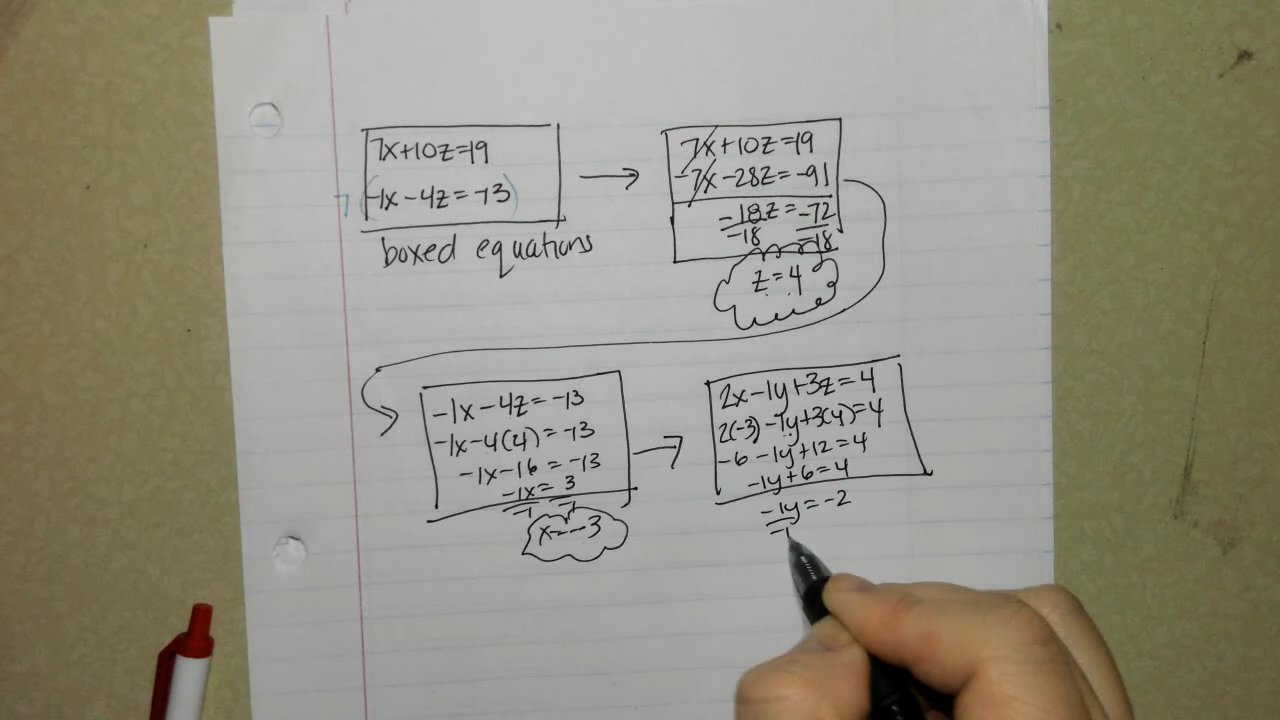 7x+10z=19
7(-1x-4z=-13)
boxed equations
7x+10z=19
-7x-28z=-91
-18z=-72
-18 -18
z=4
-1x-4z=-13
-1x-4(4)=-13
-1x-16=-13
-1x=3
-1 -1
x=-3
2x-1y+3z=4
2(-3)-1y+3(4)=4
-6-1y+12=4
-1y+6=4
-1y=-2
-1